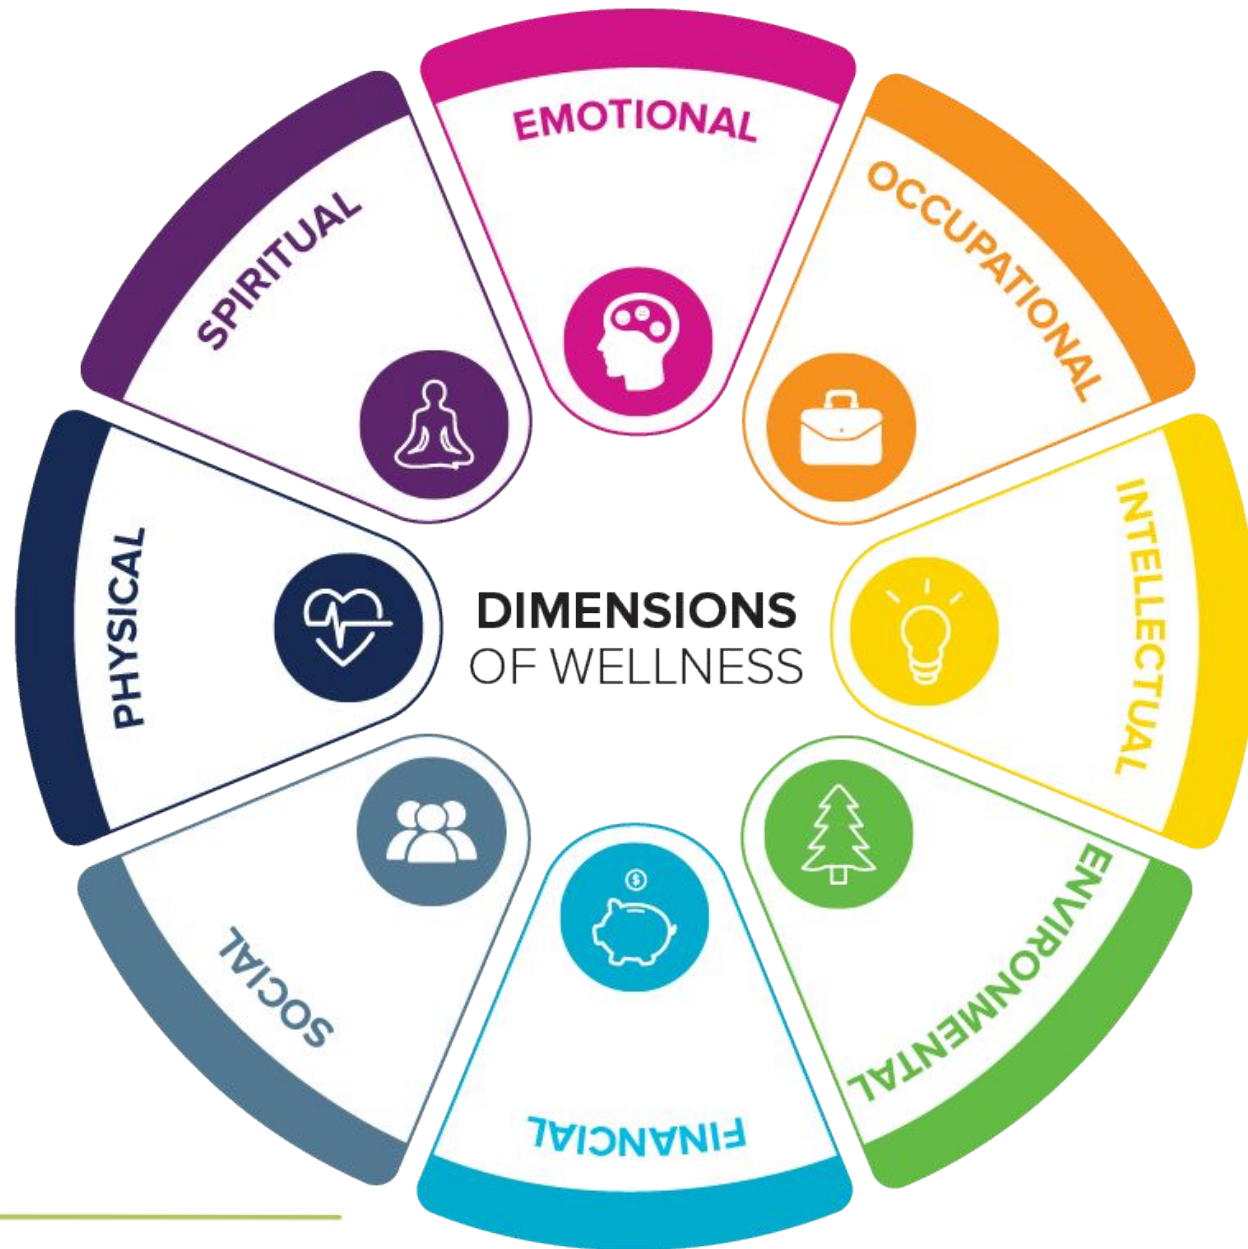 EMOTIONAL
OCCUPATIONAL
INTELLECTUAL
ENVIRONMENTAL
FINANCIAL
SOCIAL
PHYSICAL
SPIRITUAL
DIMENSIONS
OF WELLNESS
$